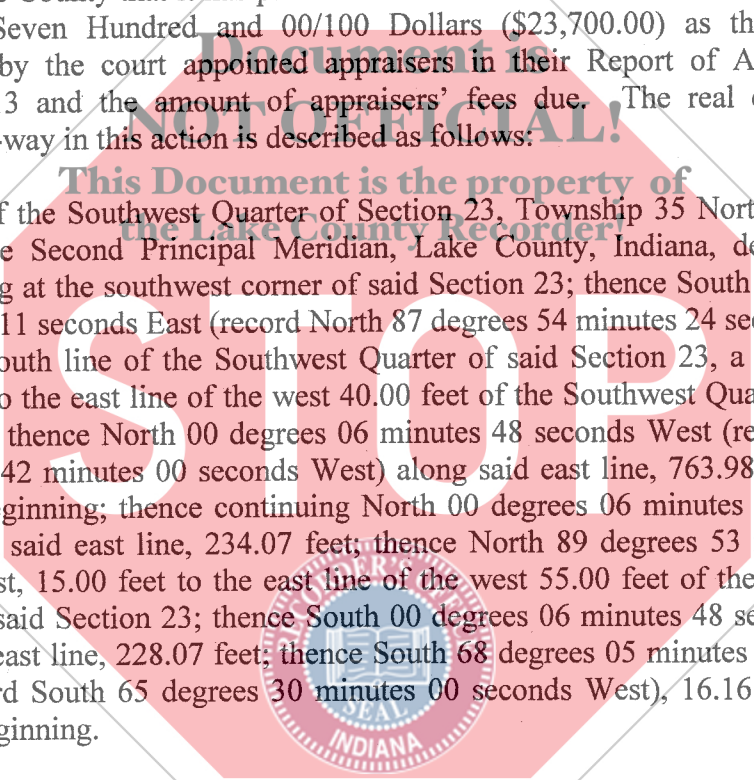 e County that
Seven Hundred and 00/100 Dollars ($23,700.00) as th
Document is
by the court appointed appraisers in their Report of A
3 and the amount of appraisers' fees due. The real
NOT OFFICIAL!
-way in this action is described as follows:
This Document is the property of
f the Southwest Quarter of Section 23, Township 35 Nort
the Lake County Recorder!
e Second Principal Meridian, Lake County, Indiana, de
g at the southwest corner of said Section 23; thence South
11 seconds East (record North 87 degrees 54 minutes 24 sec
outh line of the Southwest Quarter of said Section 23, a
o the east line of the west 40.00 feet of the Southwest Qua
thence North 00 degrees 06 minutes 48 seconds West (re
42 minutes 00 seconds West) along said east line, 763.98
ginning; thence continuing North 00 degrees 06 minutes
said east line, 234.07 feet; thence North 89 degrees 53
st, 15.00 feet to the east line of the west 55.00 feet of the
said Section 23; thence South 00 degrees 06 minutes 48 se
east line, 228.07 feet; thence South 68 degrees 05 minutes
rd South 65 degrees 30 minutes 00 seconds West), 16.16
ginning.
STOP
RECORDER'S
SEAL
INDIANA